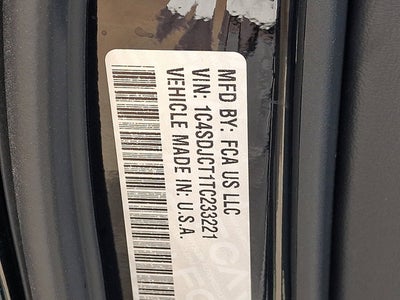 MFD BY: FCA US LLC
VIN: 1C4SDJCT1TC233221
VEHICLE MADE IN: U.S.A.